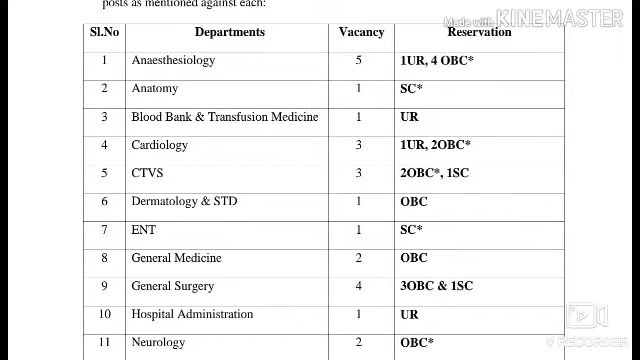 posts as mentioned against each:
Made with KINEMASTER
Sl.No Departments Vacancy Reservation
1 Anaesthesiology 5 1UR, 4 OBC*
2 Anatomy 1 SC*
3 Blood Bank & Transfusion Medicine 1 UR
4 Cardiology 3 1UR, 2OBC*
5 CTVS 3 2OBC*, 1SC
6 Dermatology & STD 1 OBC
7 ENT 1 SC*
8 General Medicine 2 OBC
9 General Surgery 4 3OBC & 1SC
10 Hospital Administration 1 UR
11 Neurology 2 OBC*
V RECORDER